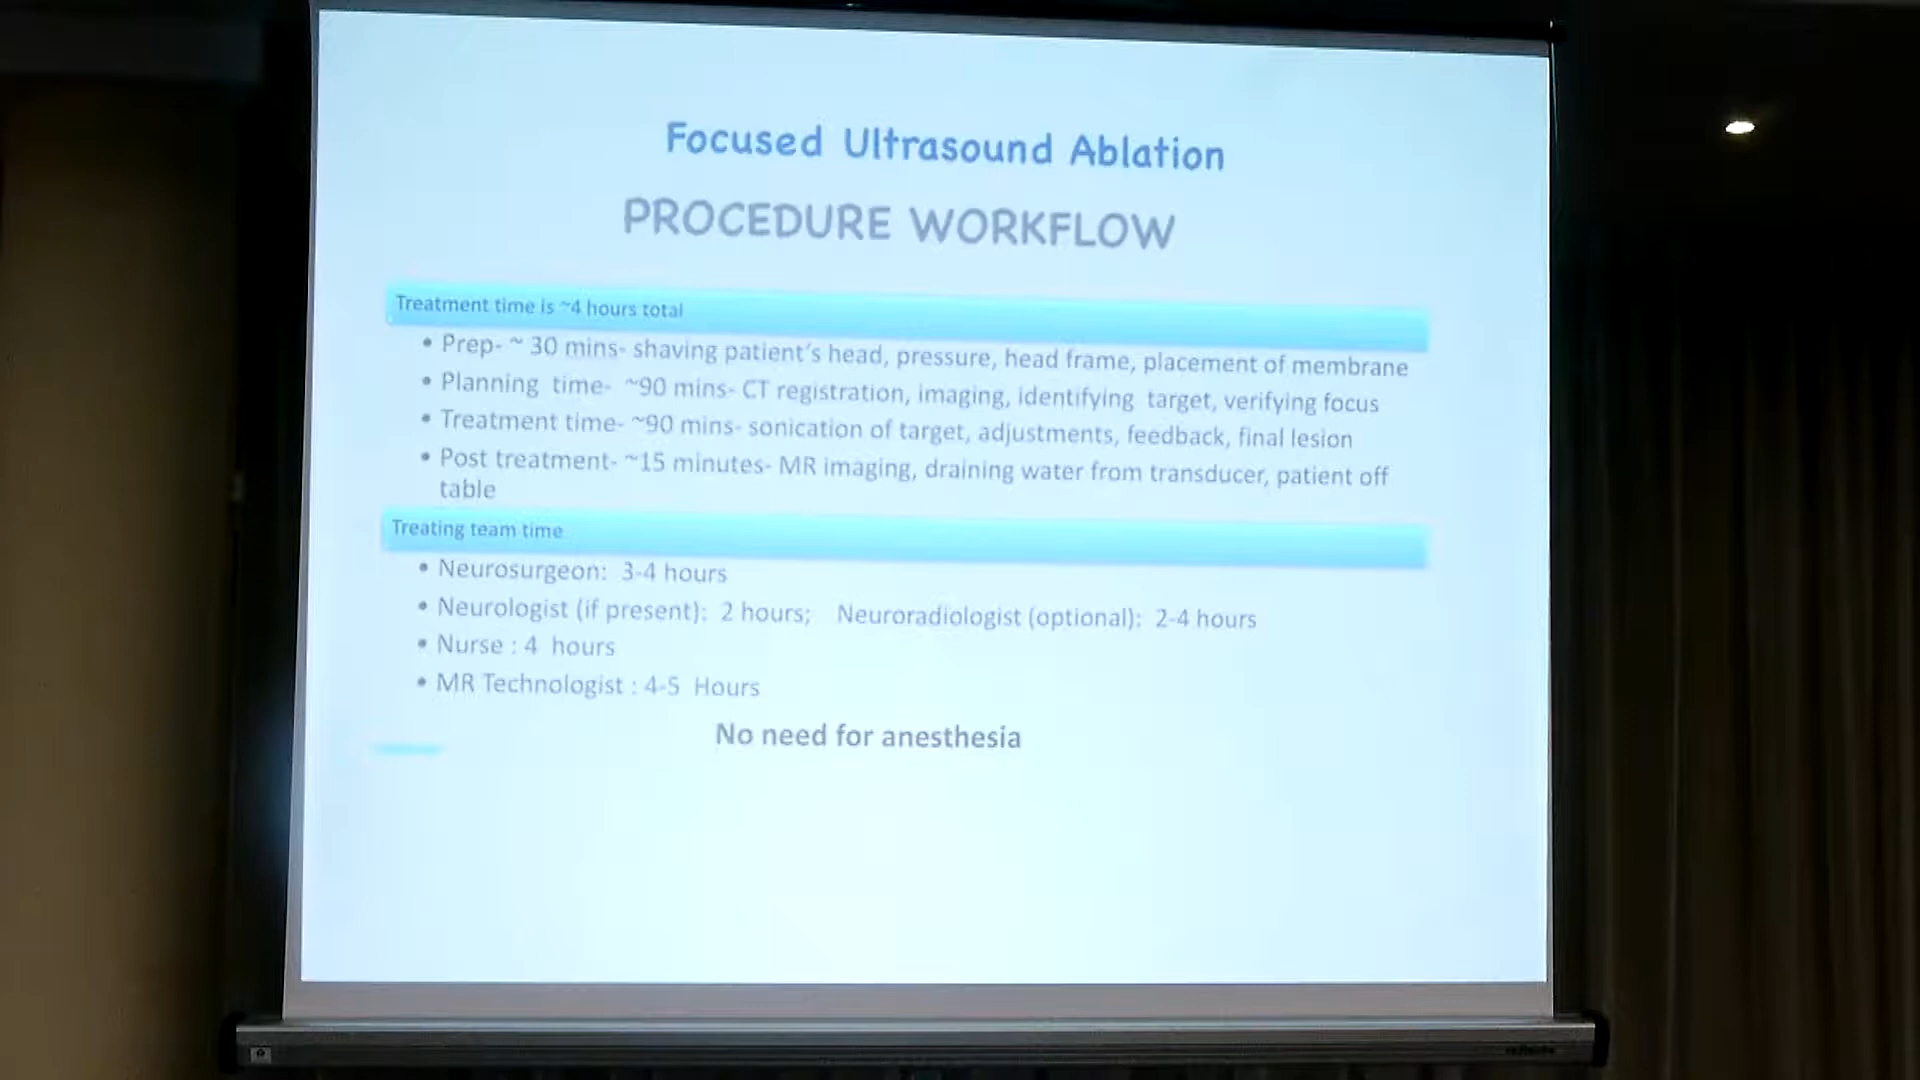 Focused Ultrasound Ablation
PROCEDURE WORKFLOW
Treatment time is ~4 hours total
• Prep- ~ 30 mins- shaving patient's head, pressure, head frame, placement of membrane
• Planning time- ~90 mins- CT registration, imaging, identifying target, verifying focus
• Treatment time- ~90 mins- sonication of target, adjustments, feedback, final lesion
• Post treatment- ~15 minutes- MR imaging, draining water from transducer, patient off
table
Treating team time
• Neurosurgeon: 3-4 hours
• Neurologist (if present): 2 hours; Neuroradiologist (optional): 2-4 hours
• Nurse : 4 hours
• MR Technologist : 4-5 Hours
No need for anesthesia